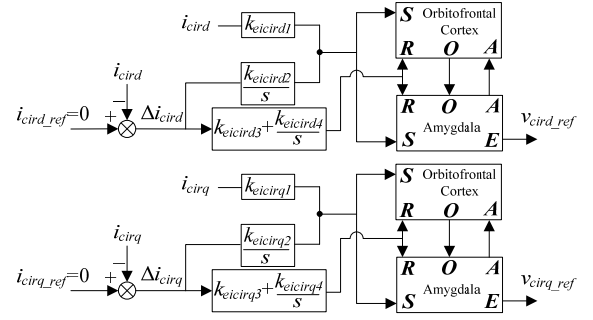 i_cird k_eicird1 S Orbitofrontal
Cortex
R O A
i_cird k_eicird2
s
i_cird_ref=0 + − Δi_cird k_eicird3+k_eicird4
s
R O A
Amygdala
S E v_cird_ref
i_cirq k_eicirq1 S Orbitofrontal
Cortex
R O A
i_cirq k_eicirq2
s
i_cirq_ref=0 + − Δi_cirq k_eicirq3+k_eicirq4
s
R O A
Amygdala
S E v_cirq_ref